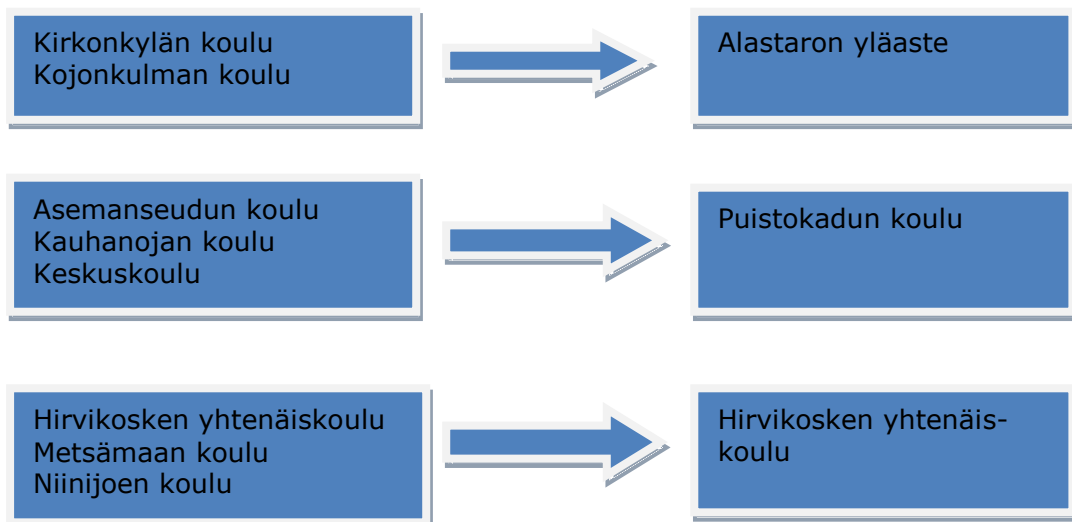 Kirkonkylän koulu
Kojonkulman koulu
Alastaron yläaste
Asemanseudun koulu
Kauhanojan koulu
Keskuskoulu
Puistokadun koulu
Hirvikosken yhtenäiskoulu
Metsämaan koulu
Niinijoen koulu
Hirvikosken yhtenäis-
koulu